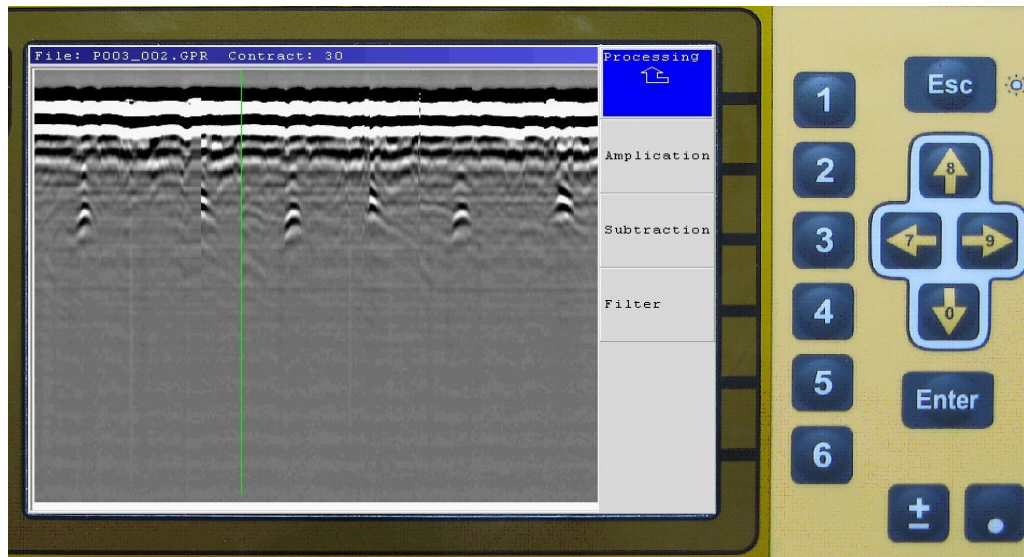 File: P003_002.GPR Contract: 30
Processing
Amplication
Subtraction
Filter
1
2
3
4
5
6
Esc
8
7
9
0
Enter
±
.